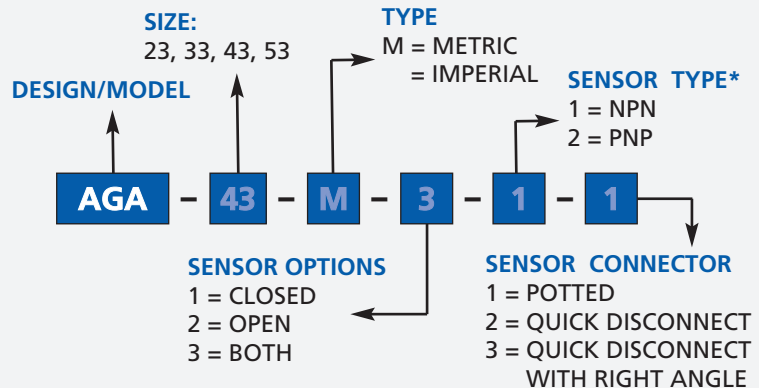 SIZE:
23, 33, 43, 53
TYPE
M = METRIC
= IMPERIAL
DESIGN/MODEL
SENSOR TYPE*
1 = NPN
2 = PNP
AGA - 43 - M - 3 - 1 - 1
SENSOR OPTIONS
1 = CLOSED
2 = OPEN
3 = BOTH
SENSOR CONNECTOR
1 = POTTED
2 = QUICK DISCONNECT
3 = QUICK DISCONNECT
WITH RIGHT ANGLE